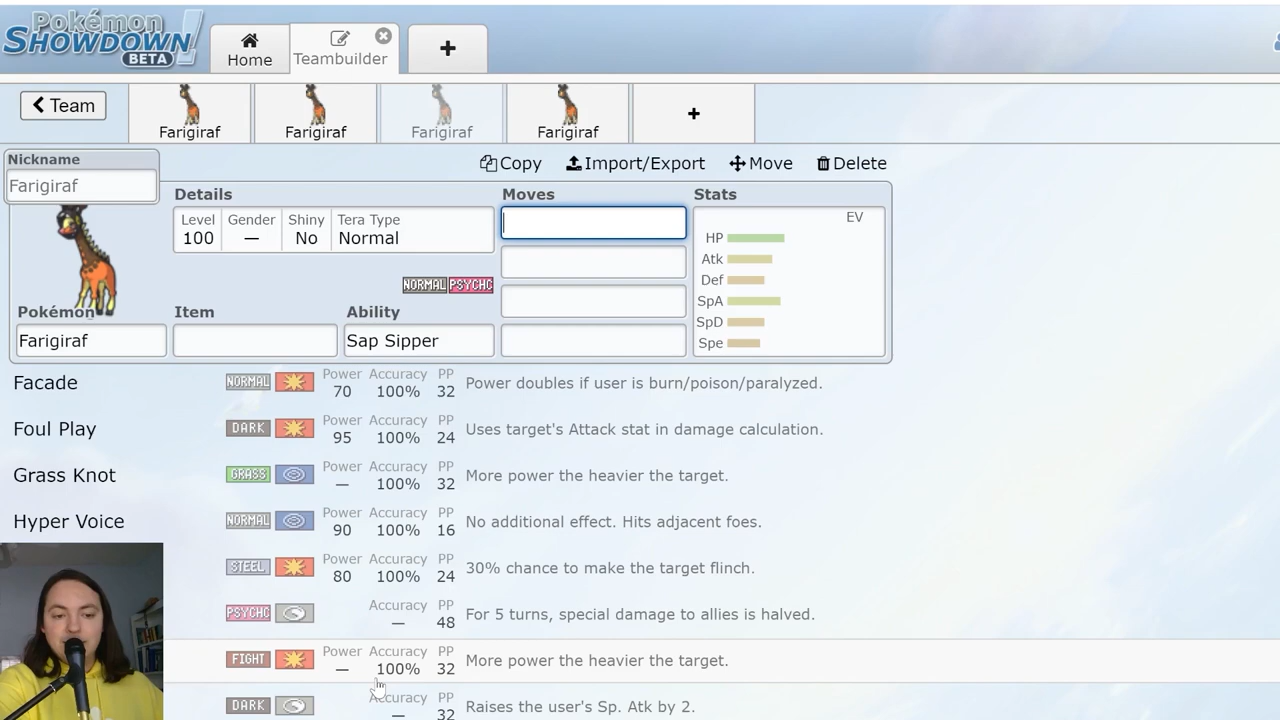 Pokémon
SHOWDOWN!
BETA
Home
Teambuilder
+
Team
Farigiraf
Farigiraf
Farigiraf
Farigiraf
+
Nickname
Farigiraf
Copy
Import/Export
Move
Delete
Details
Level
100
Gender
—
Shiny
No
Tera Type
Normal
NORMAL PSYCHC
Pokémon
Farigiraf
Item
Ability
Sap Sipper
Moves
Stats
EV
HP
Atk
Def
SpA
SpD
Spe
Facade NORMAL Power 70 Accuracy 100% PP 32 Power doubles if user is burn/poison/paralyzed.
Foul Play DARK Power 95 Accuracy 100% PP 24 Uses target's Attack stat in damage calculation.
Grass Knot GRASS Power — Accuracy 100% PP 32 More power the heavier the target.
Hyper Voice NORMAL Power 90 Accuracy 100% PP 16 No additional effect. Hits adjacent foes.
STEEL Power 80 Accuracy 100% PP 24 30% chance to make the target flinch.
PSYCHC Accuracy — PP 48 For 5 turns, special damage to allies is halved.
FIGHT Power — Accuracy 100% PP 32 More power the heavier the target.
DARK Accuracy — PP 32 Raises the user's Sp. Atk by 2.